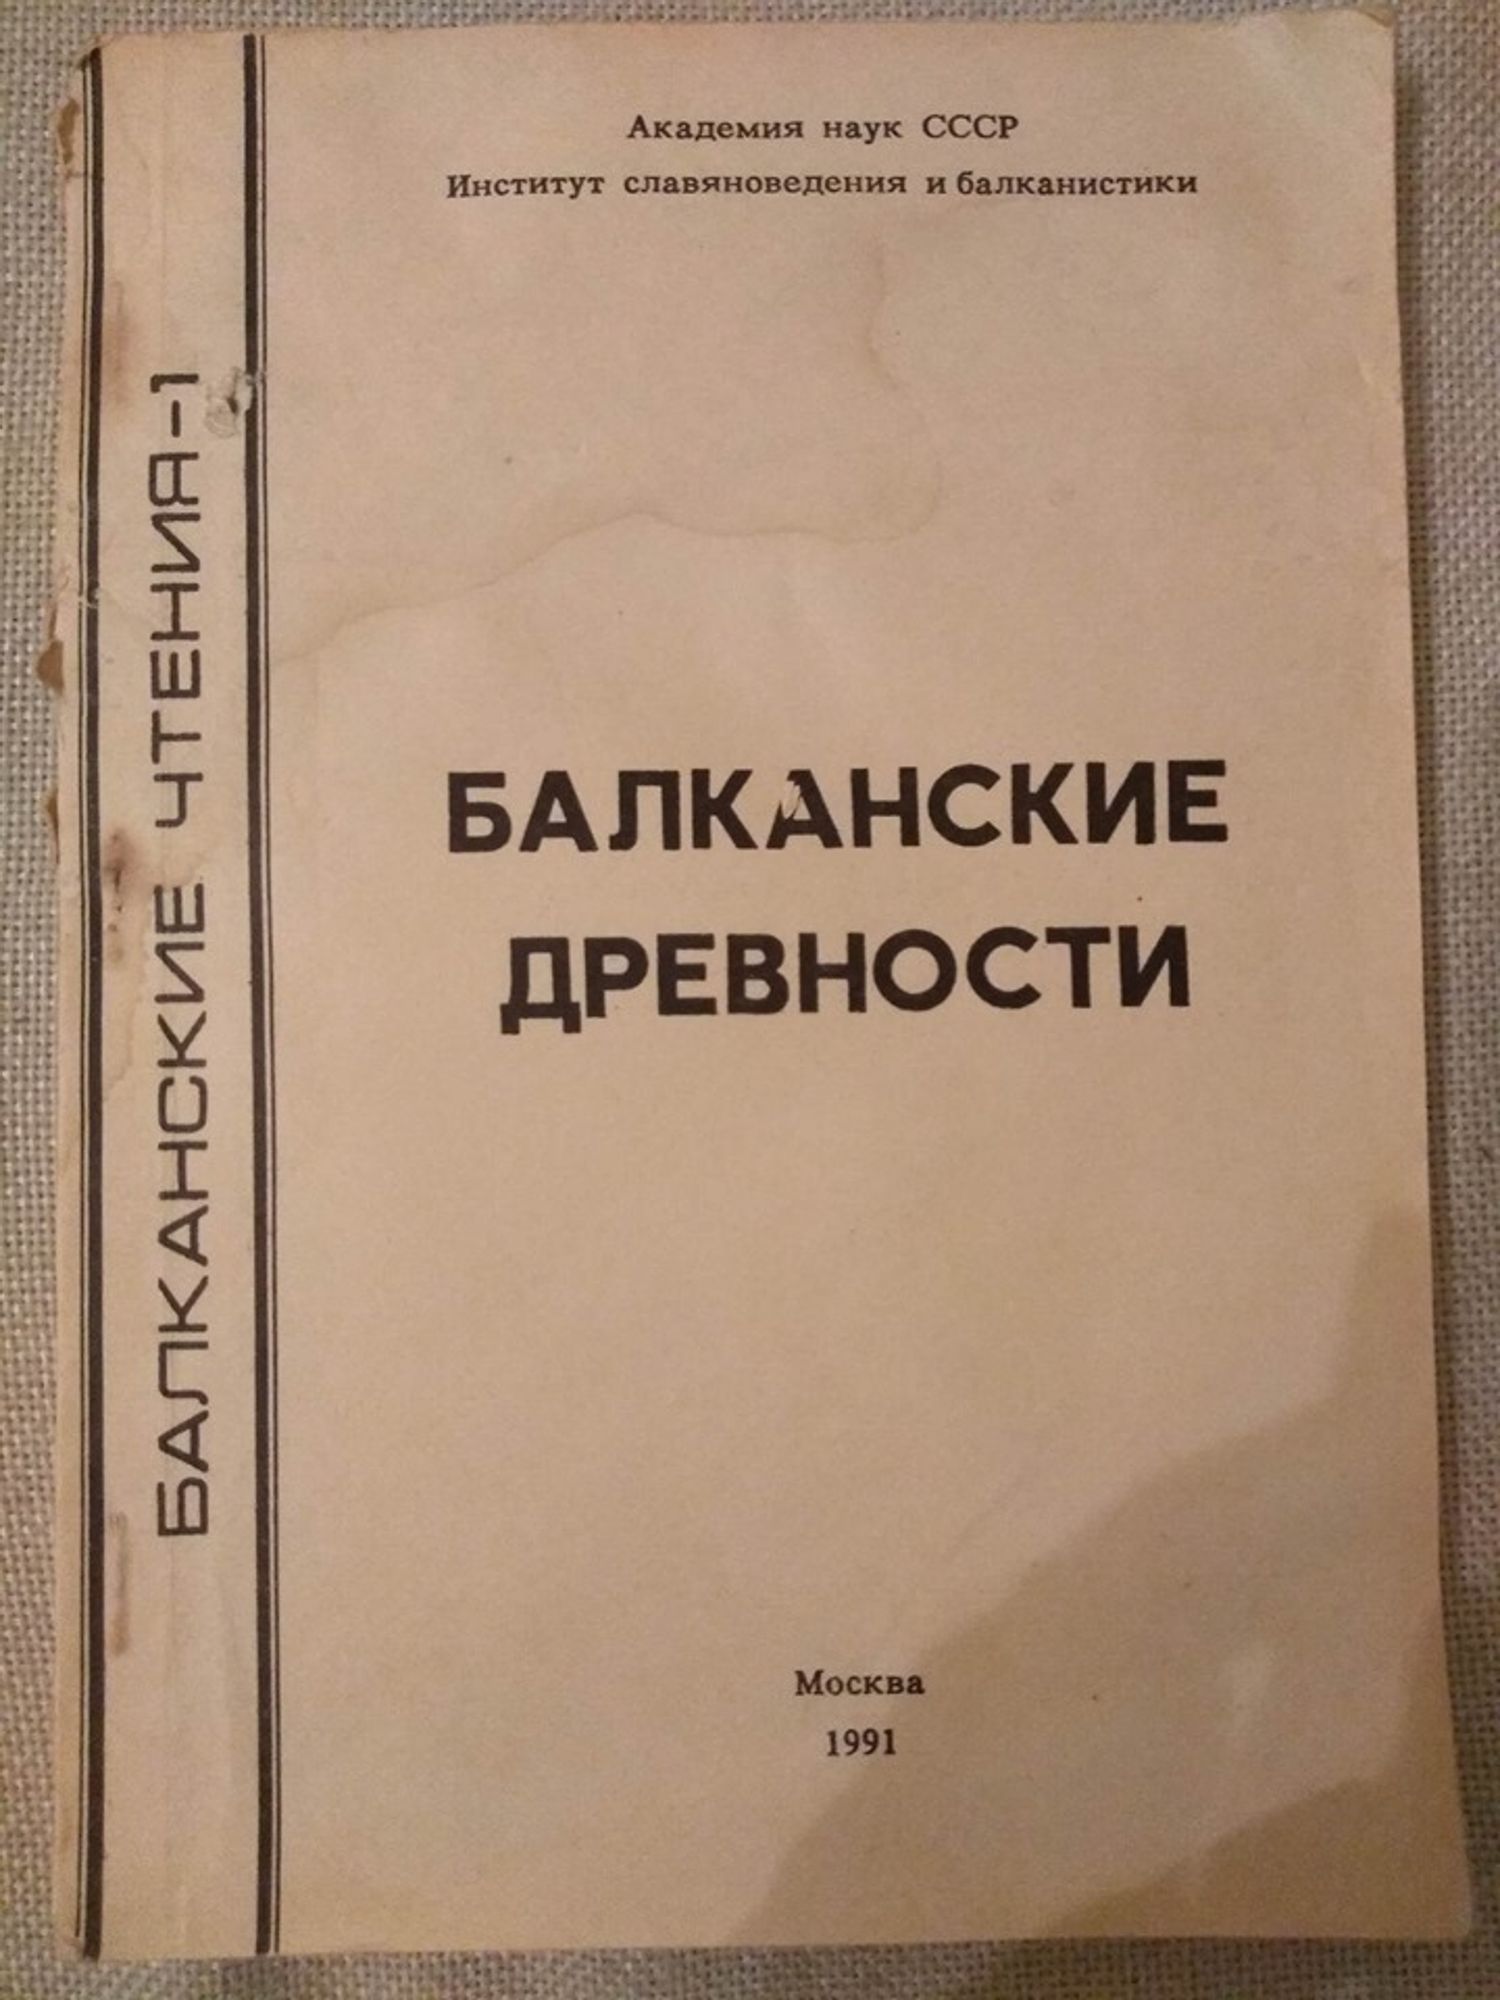 Академия наук СССР
Институт славяноведения и балканистики
БАЛКАНСКИЕ ЧТЕНИЯ-1
БАЛКАНСКИЕ
ДРЕВНОСТИ
Москва
1991